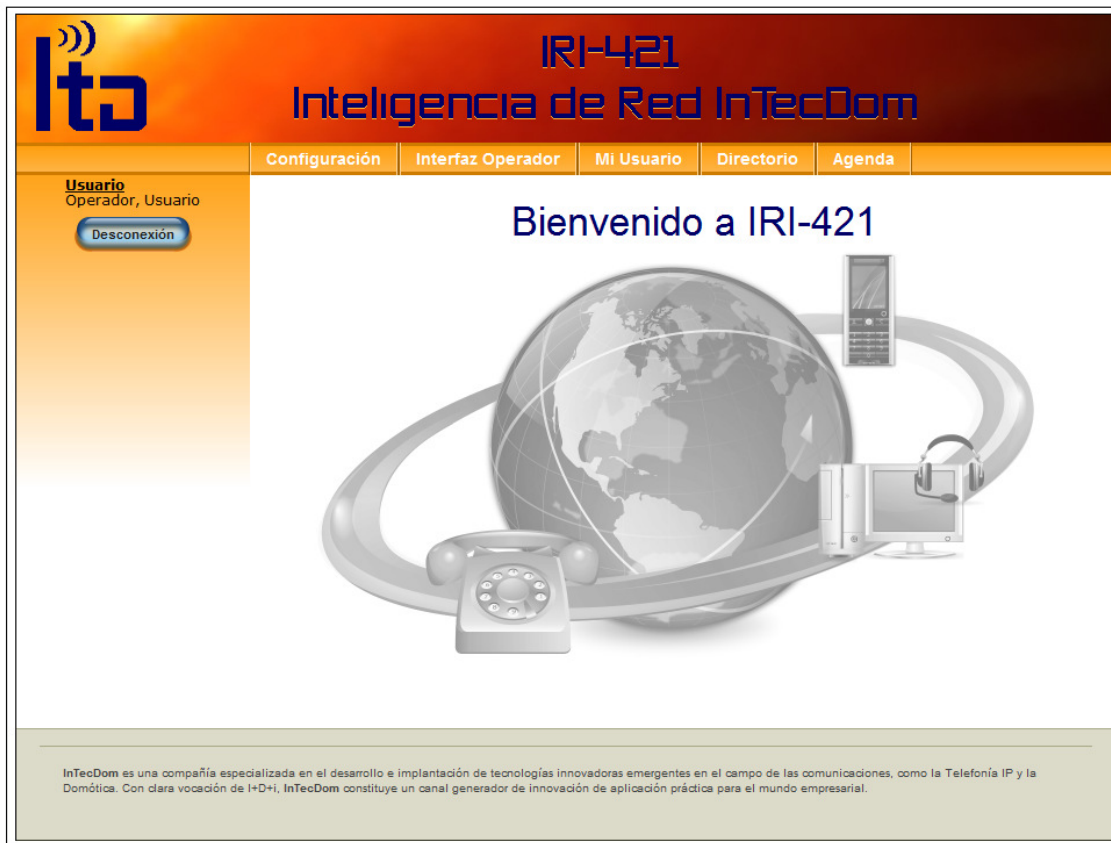 ItD
IRI-421
Inteligencia de Red InTecDom
Configuración Interfaz Operador Mi Usuario Directorio Agenda
Usuario
Operador, Usuario
Desconexión
Bienvenido a IRI-421
InTecDom es una compañía especializada en el desarrollo e implantación de tecnologías innovadoras emergentes en el campo de las comunicaciones, como la Telefonía IP y la
Domótica. Con clara vocación de I+D+i, InTecDom constituye un canal generador de innovación de aplicación práctica para el mundo empresarial.